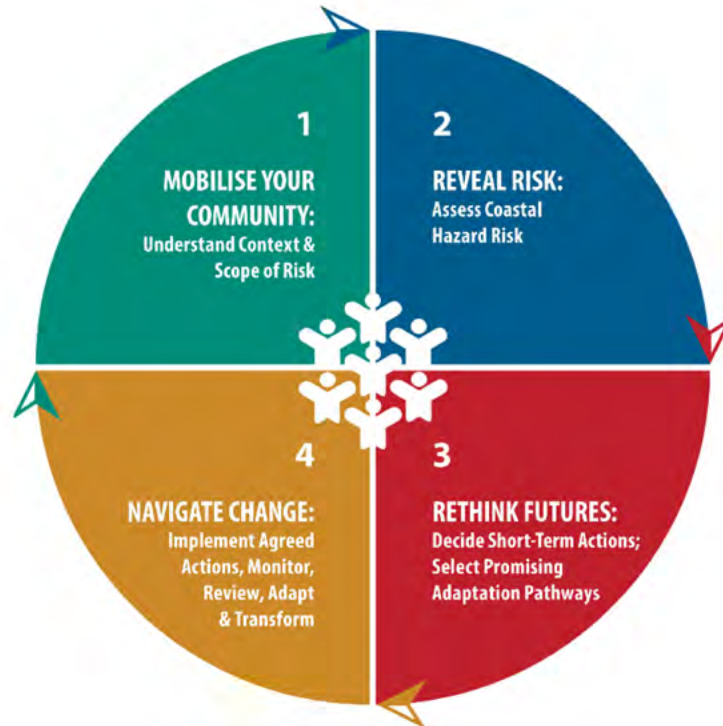 1
MOBILISE YOUR
COMMUNITY:
Understand Context &
Scope of Risk
2
REVEAL RISK:
Assess Coastal
Hazard Risk
3
RETHINK FUTURES:
Decide Short-Term Actions;
Select Promising
Adaptation Pathways
4
NAVIGATE CHANGE:
Implement Agreed
Actions, Monitor,
Review, Adapt
& Transform